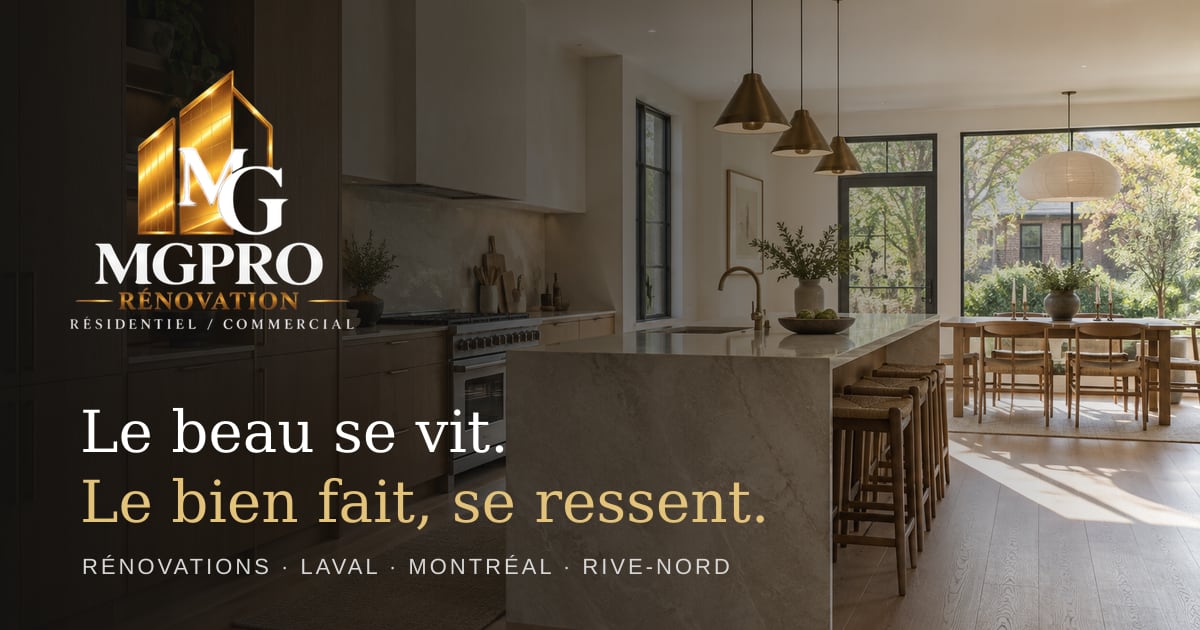 MG
MGPRO
RÉNOVATION
RÉSIDENTIEL / COMMERCIAL
Le beau se vit.
Le bien fait, se ressent.
RÉNOVATIONS · LAVAL · MONTRÉAL · RIVE-NORD